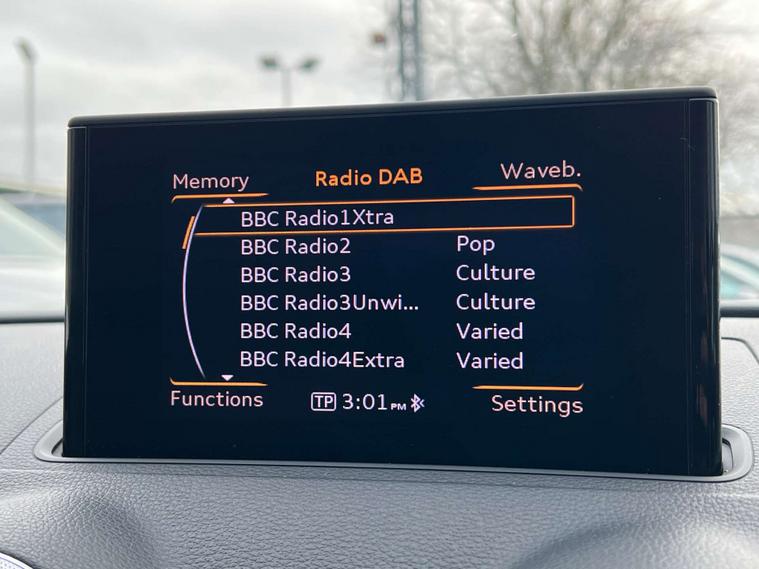 Memory Radio DAB Waveb.
BBC Radio1Xtra
BBC Radio2 Pop
BBC Radio3 Culture
BBC Radio3Unwi... Culture
BBC Radio4 Varied
BBC Radio4Extra Varied
Functions TP 3:01 PM Settings